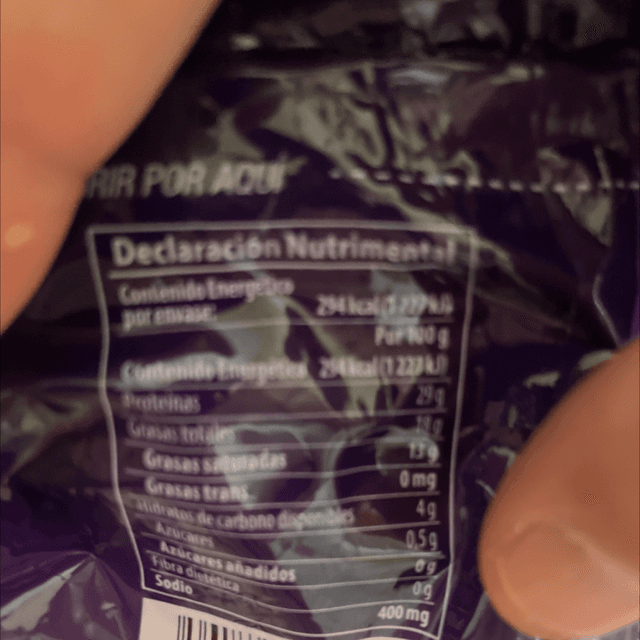 RIR POR AQUÍ
Declaración Nutrimental
Contenido Energético
por envase 294 kcal (1 227 kJ)
Por 100 g
Contenido Energético 294 kcal (1 227 kJ)
Proteínas 29 g
Grasas totales
Grasas saturadas 13 g
Grasas trans 0 mg
Hidratos de carbono disponibles 4 g
Azúcares 0.5 g
Azúcares añadidos 0 g
Fibra dietética 0 g
Sodio 400 mg